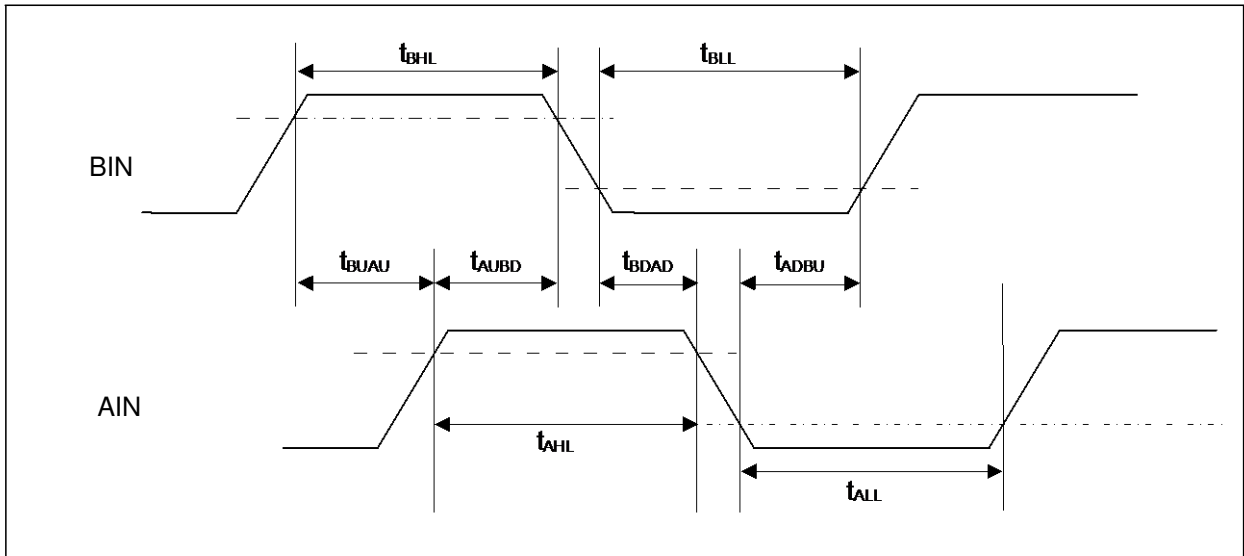 tBHL tBLL
BIN
tBUAU tAUBD tBDAD tADBU
AIN
tAHL
tALL